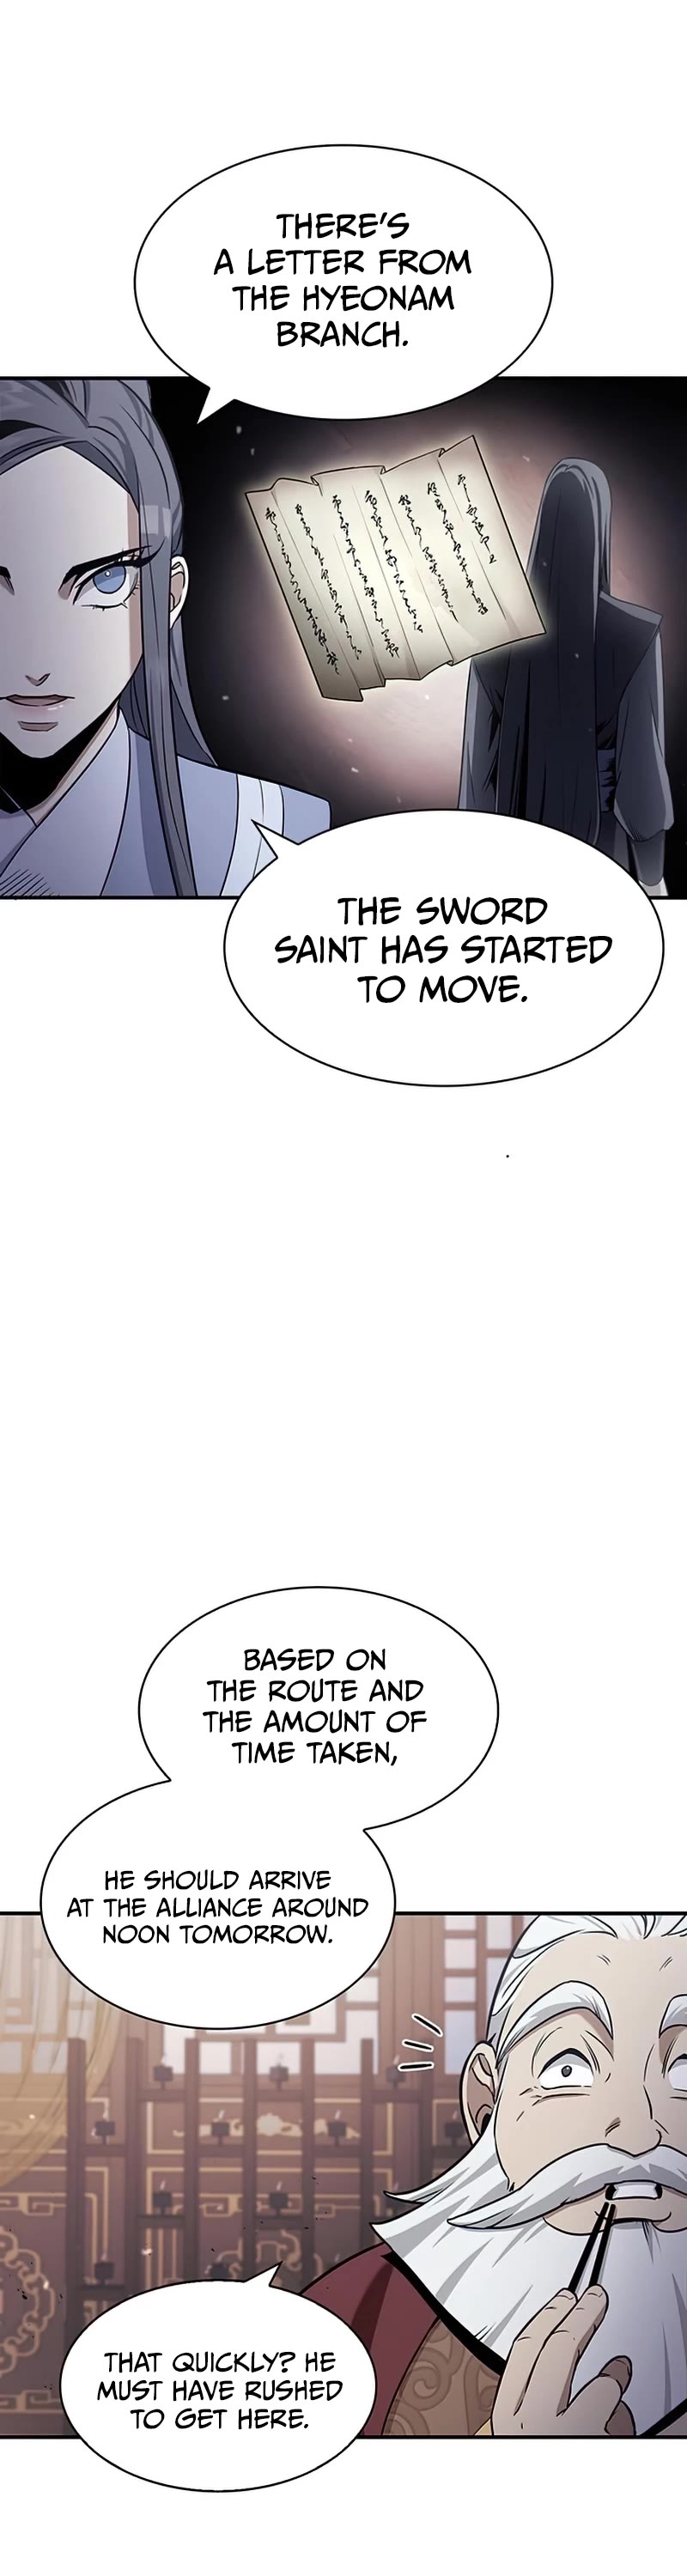 THERE'S
A LETTER FROM
THE HYEONAM
BRANCH.
THE SWORD
SAINT HAS STARTED
TO MOVE.
BASED ON
THE ROUTE AND
THE AMOUNT OF
TIME TAKEN,
HE SHOULD ARRIVE
AT THE ALLIANCE AROUND
NOON TOMORROW.
THAT QUICKLY? HE
MUST HAVE RUSHED
TO GET HERE.